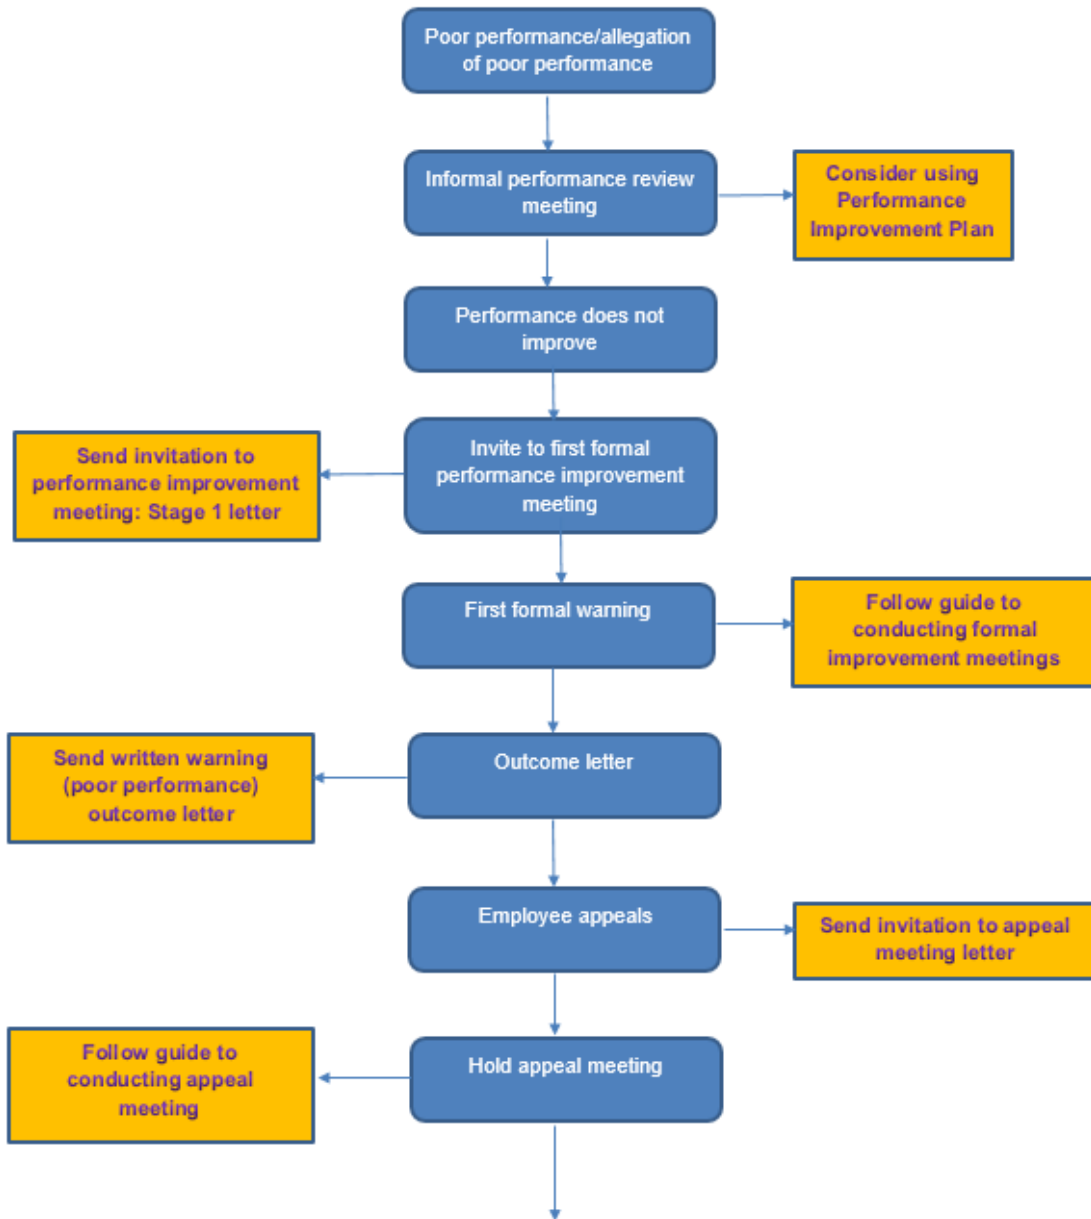 Poor performance/allegation
of poor performance
Informal performance review
meeting
Consider using
Performance
Improvement Plan
Performance does not
improve
Invite to first formal
performance improvement
meeting
Send invitation to
performance improvement
meeting: Stage 1 letter
First formal warning
Follow guide to
conducting formal
improvement meetings
Outcome letter
Send written warning
(poor performance)
outcome letter
Employee appeals
Send invitation to appeal
meeting letter
Hold appeal meeting
Follow guide to
conducting appeal
meeting